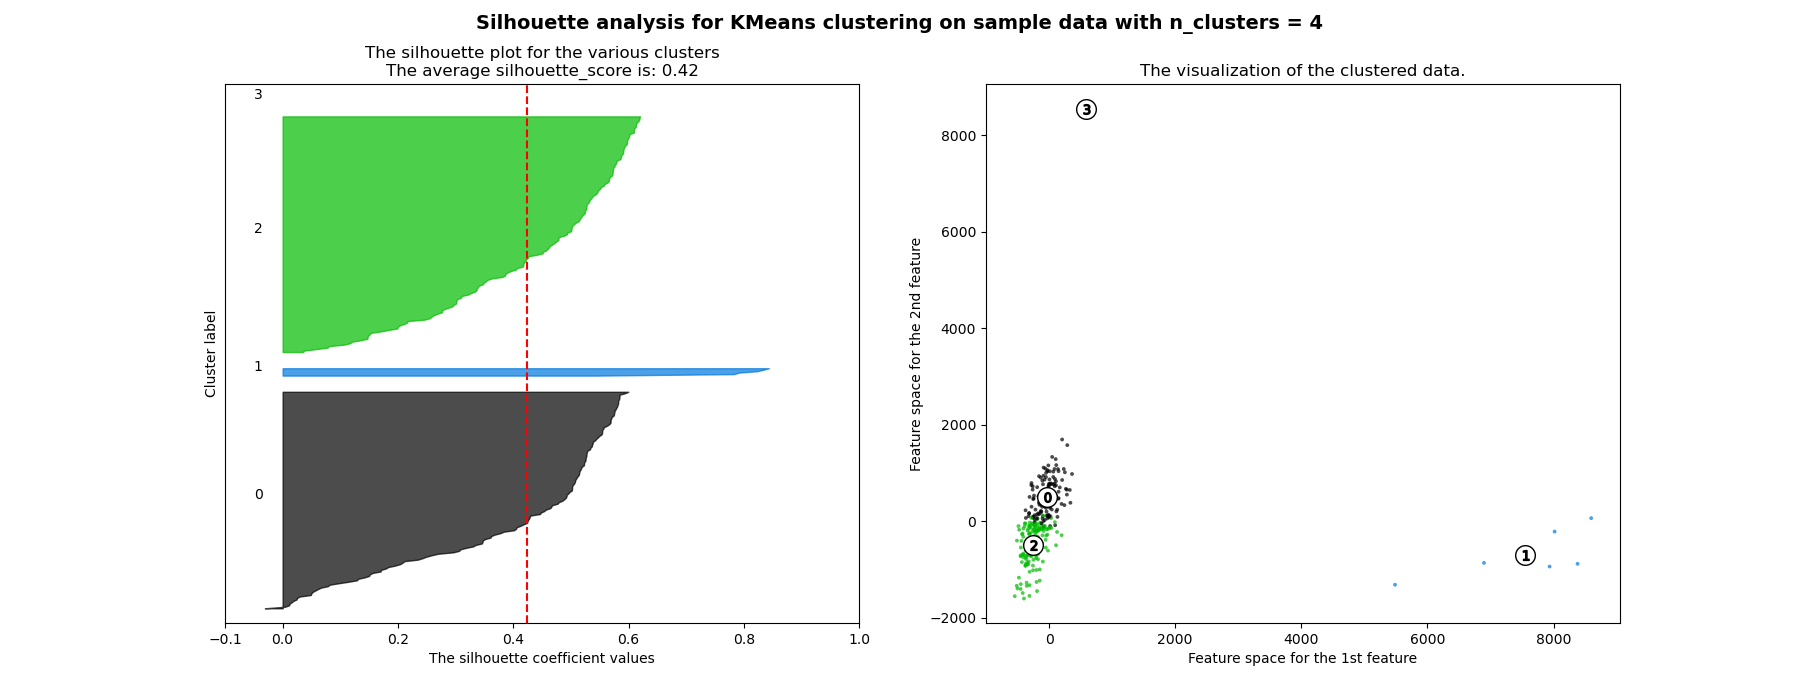 Silhouette analysis for KMeans clustering on sample data with n_clusters = 4
The silhouette plot for the various clusters
The average silhouette_score is: 0.42
3
2
1
0
Cluster label
−0.1 0.0 0.2 0.4 0.6 0.8 1.0
The silhouette coefficient values
The visualization of the clustered data.
8000
6000
4000
2000
0
−2000
Feature space for the 2nd feature
3
0
2
1
0 2000 4000 6000 8000
Feature space for the 1st feature